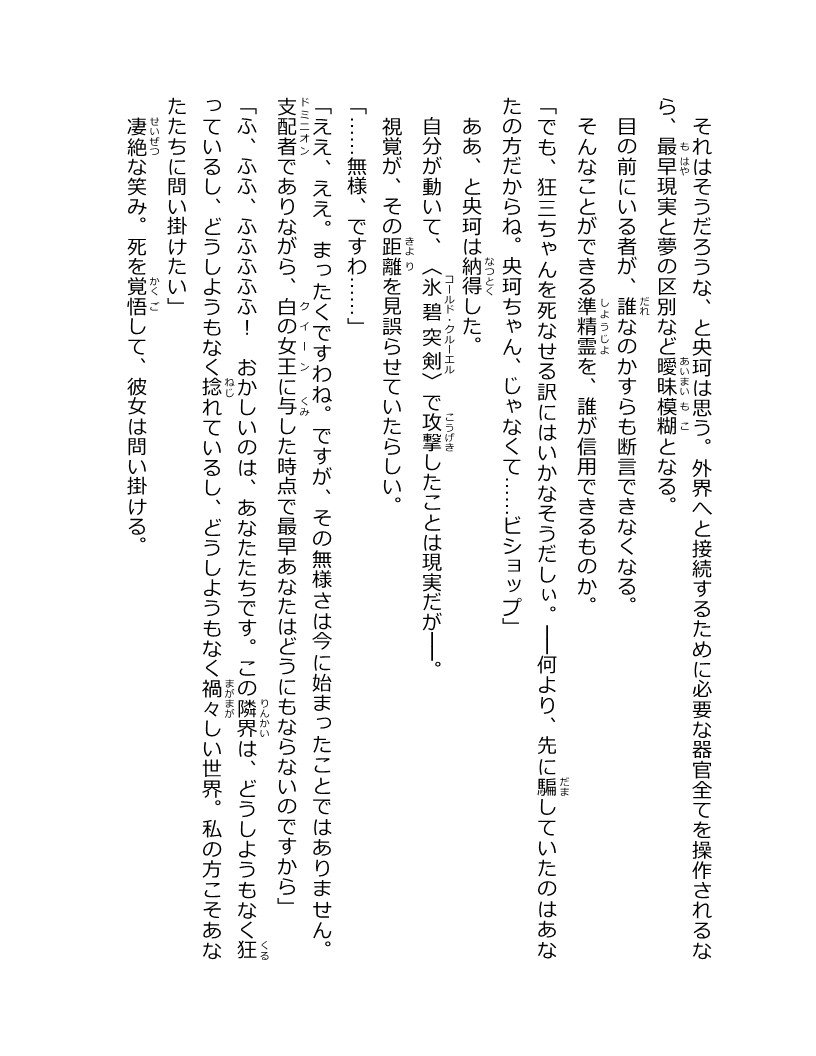 それはそうだろうな、と央珂は思う。外界へと接続するために必要な器官全てを操作されるな
ら、最早現実と夢の区別など曖昧模糊となる。
目の前にいる者が、誰なのかすらも断言できなくなる。
そんなことができる準精霊を、誰が信用できるものか。
「でも、狂三ちゃんを死なせる訳にはいかなそうだしぃ。――何より、先に騙していたのはあな
たの方だからね。央珂ちゃん、じゃなくて……ビショップ」
ああ、と央珂は納得した。
自分が動いて、〈氷碧突剣〉で攻撃したことは現実だが――。
視覚が、その距離を見誤らせていたらしい。
「……無様、ですわ……」
「ええ、ええ。まったくですわね。ですが、その無様さは今に始まったことではありません。
支配者でありながら、白の女王に与した時点で最早あなたはどうにもならないのですから」
「ふ、ふふ、ふふふふふ！　おかしいのは、あなたたちです。この隣界は、どうしようもなく狂
っているし、どうしようもなく捻れているし、どうしようもなく禍々しい世界。私の方こそあな
たたちに問い掛けたい」
凄絶な笑み。死を覚悟して、彼女は問い掛ける。